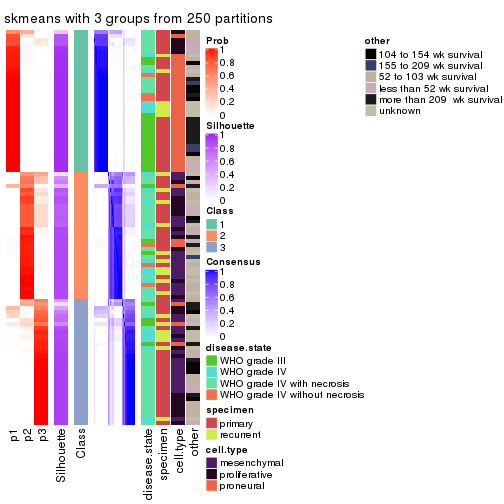 skmeans with 3 groups from 250 partitions
Prob
1
0.8
0.6
0.4
0.2
0
Silhouette
1
0.8
0.6
0.4
0.2
0
Class
1
2
3
Consensus
1
0.8
0.6
0.4
0.2
0
disease.state
WHO grade III
WHO grade IV
WHO grade IV with necrosis
WHO grade IV without necrosis
specimen
primary
recurrent
cell.type
mesenchymal
proliferative
proneural
other
104 to 154 wk survival
155 to 209 wk survival
52 to 103 wk survival
less than 52 wk survival
more than 209  wk survival
unknown
p1
p2
p3
Silhouette
Class
disease.state
specimen
cell.type
other